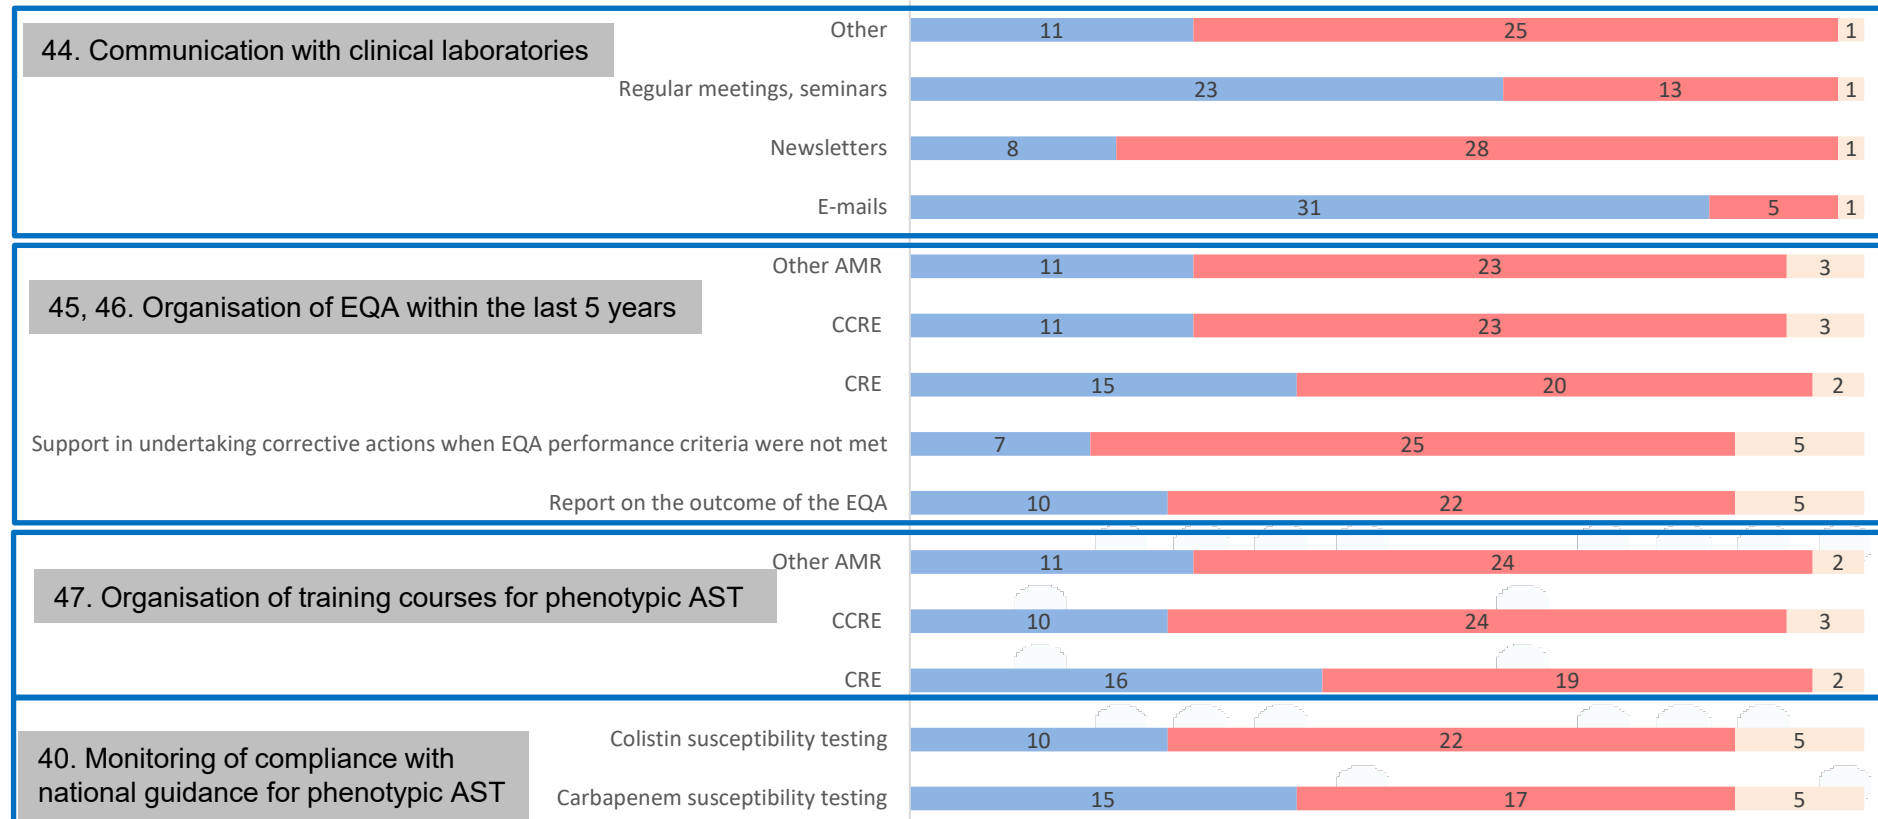 44. Communication with clinical laboratories
Other 11 25 1
Regular meetings, seminars 23 13 1
Newsletters 8 28 1
E-mails 31 5 1
45, 46. Organisation of EQA within the last 5 years
Other AMR 11 23 3
CCRE 11 23 3
CRE 15 20 2
Support in undertaking corrective actions when EQA performance criteria were not met 7 25 5
Report on the outcome of the EQA 10 22 5
47. Organisation of training courses for phenotypic AST
Other AMR 11 24 2
CCRE 10 24 3
CRE 16 19 2
40. Monitoring of compliance with
national guidance for phenotypic AST
Colistin susceptibility testing 10 22 5
Carbapenem susceptibility testing 15 17 5